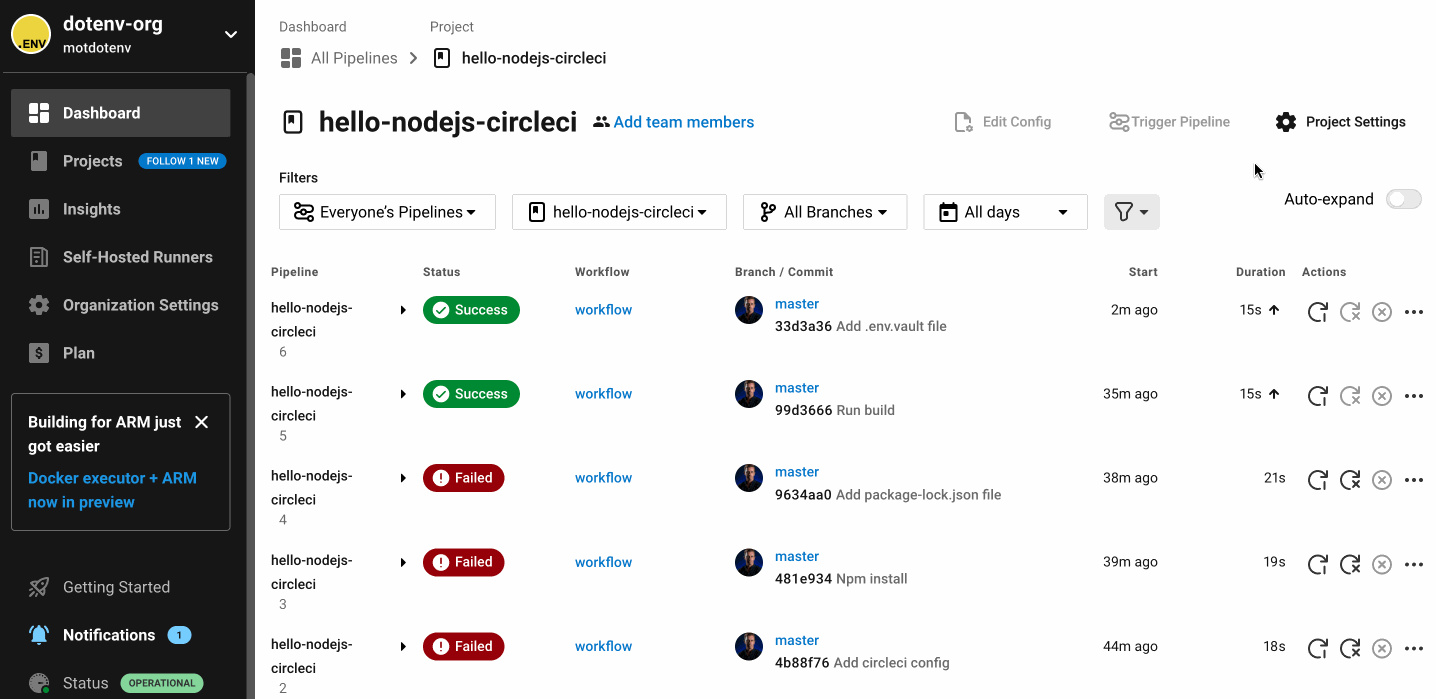 .ENV
dotenv-org
motdotenv
Dashboard
Projects FOLLOW 1 NEW
Insights
Self-Hosted Runners
Organization Settings
$ Plan
Building for ARM just
got easier
Docker executor + ARM
now in preview
Getting Started
Notifications 1
Status OPERATIONAL
Dashboard Project
All Pipelines hello-nodejs-circleci
hello-nodejs-circleci Add team members Edit Config Trigger Pipeline Project Settings
Filters
Everyone's Pipelines hello-nodejs-circleci All Branches All days Auto-expand
Pipeline Status Workflow Branch / Commit Start Duration Actions
hello-nodejs-
circleci
6
Success workflow
master
33d3a36 Add .env.vault file
2m ago 15s
hello-nodejs-
circleci
5
Success workflow
master
99d3666 Run build
35m ago 15s
hello-nodejs-
circleci
4
Failed workflow
master
9634aa0 Add package-lock.json file
38m ago 21s
hello-nodejs-
circleci
3
Failed workflow
master
481e934 Npm install
39m ago 19s
hello-nodejs-
circleci
2
Failed workflow
master
4b88f76 Add circleci config
44m ago 18s